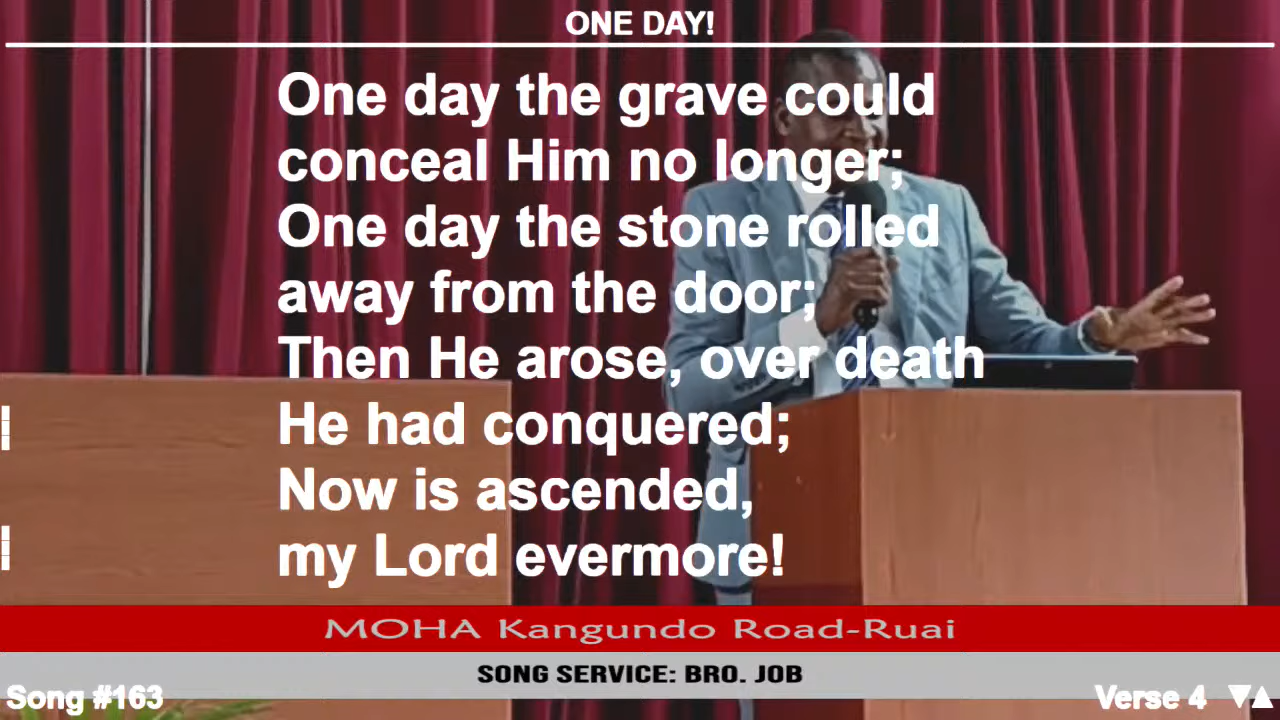 ONE DAY!
One day the grave could
conceal Him no longer;
One day the stone rolled
away from the door;
Then He arose, over death
He had conquered;
Now is ascended,
my Lord evermore!
MOHA Kangundo Road-Ruai
SONG SERVICE: BRO. JOB
Song #163
Verse 4 ▼▲